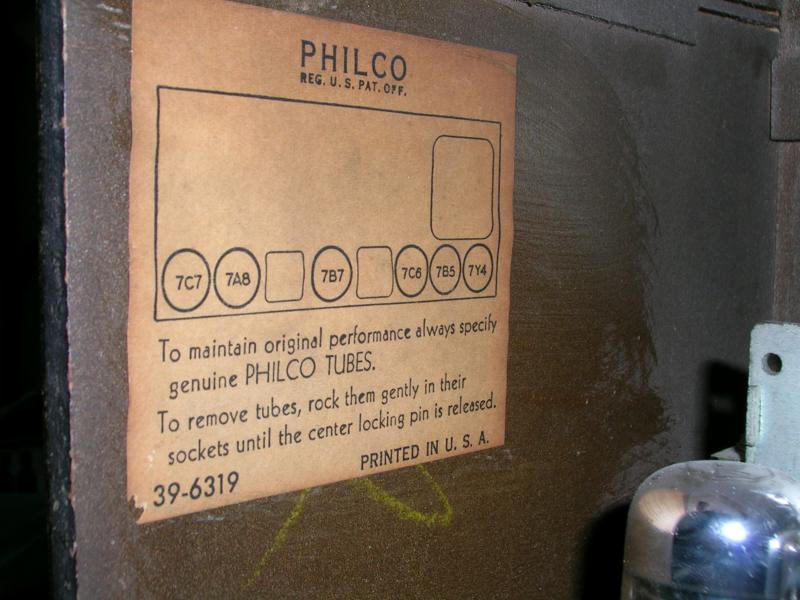 PHILCO
REG. U. S. PAT. OFF.
7C7 7A8 7B7 7C6 7B5 7Y4
To maintain original performance always specify
genuine PHILCO TUBES.
To remove tubes, rock them gently in their
sockets until the center locking pin is released.
PRINTED IN U. S. A.
39-6319